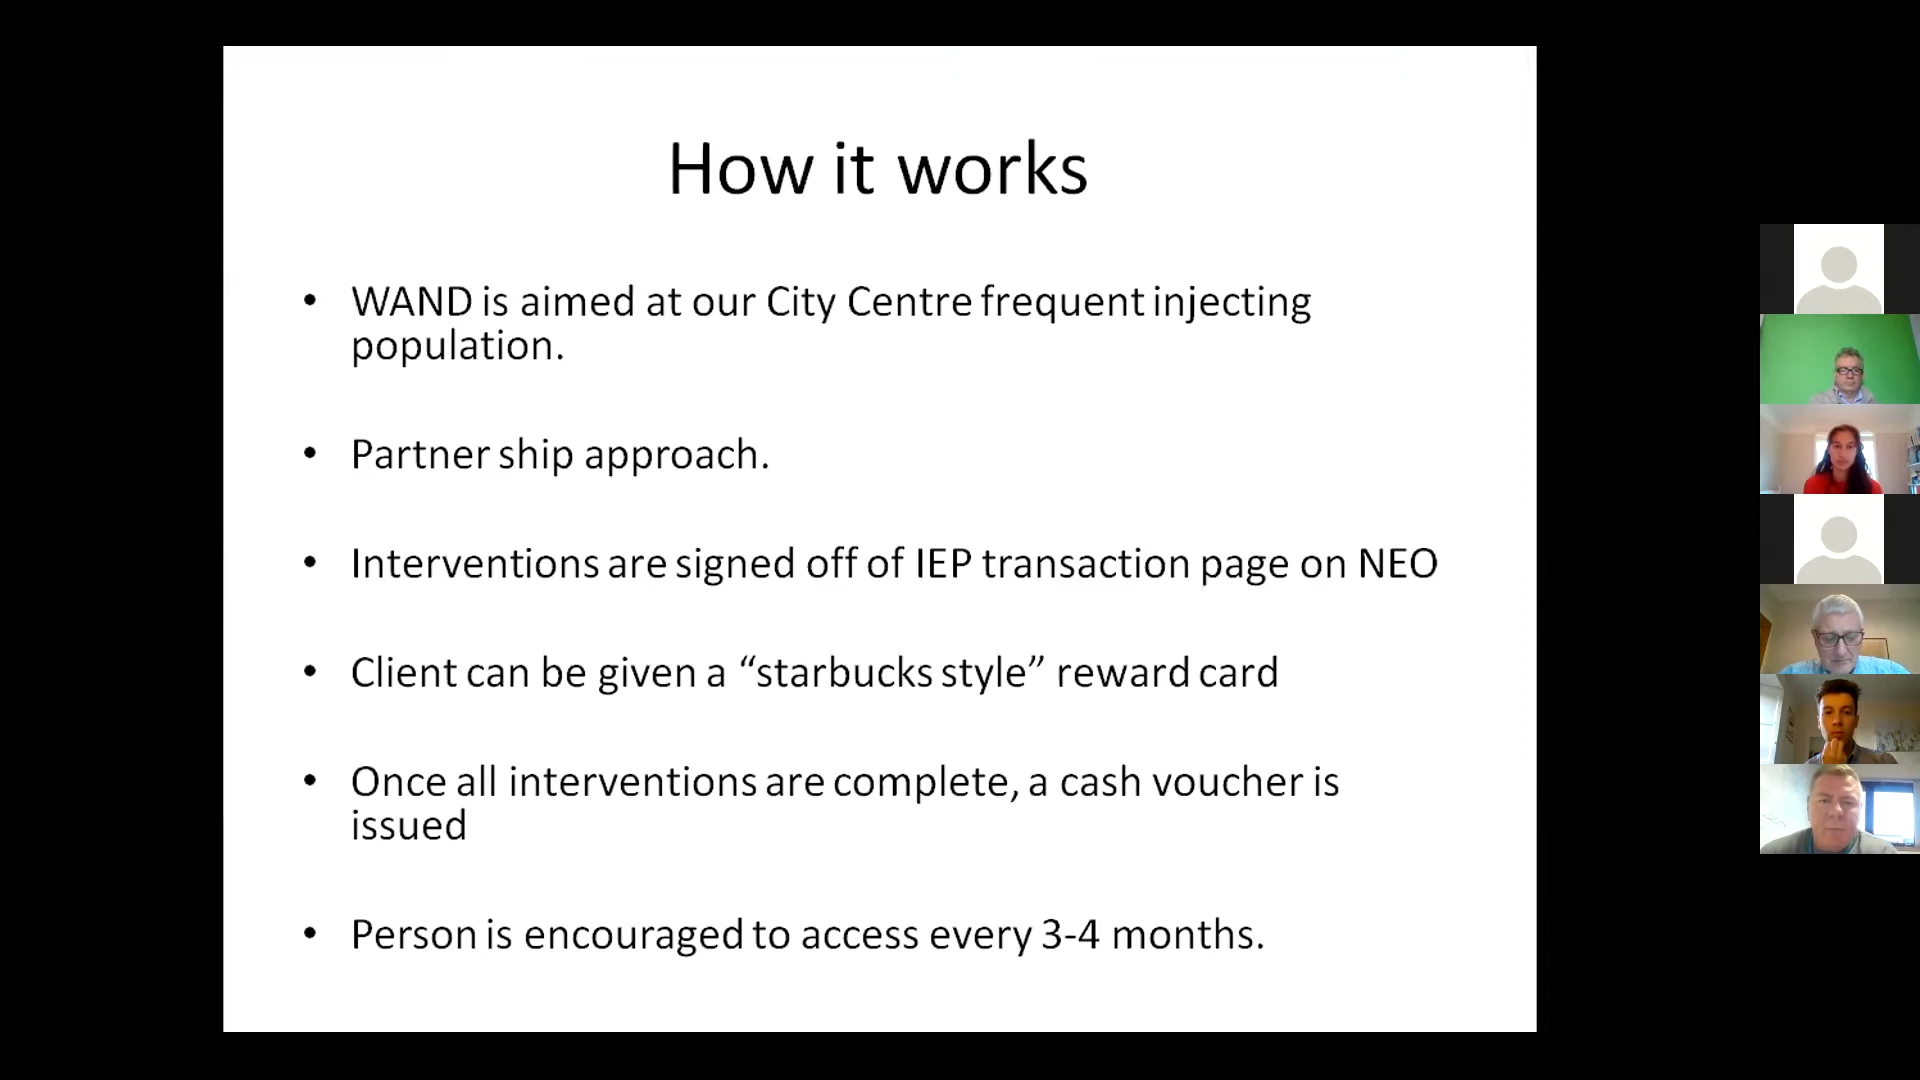 How it works
• WAND is aimed at our City Centre frequent injecting
population.
• Partner ship approach.
• Interventions are signed off of IEP transaction page on NEO
• Client can be given a “starbucks style” reward card
• Once all interventions are complete, a cash voucher is
issued
• Person is encouraged to access every 3-4 months.